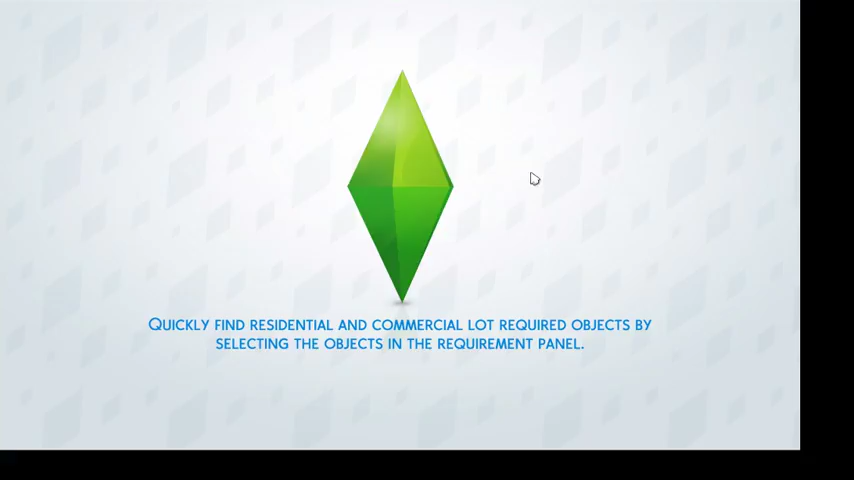 Quickly find residential and commercial lot required objects by
selecting the objects in the requirement panel.